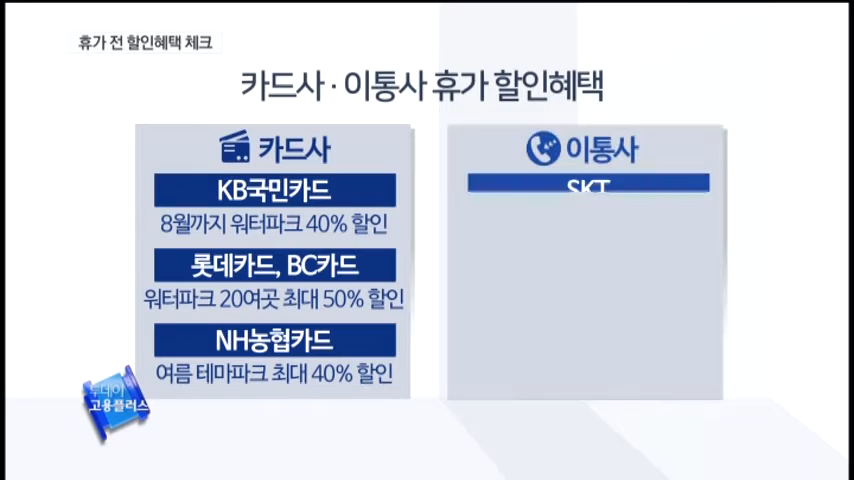 휴가 전 할인혜택 체크
카드사 · 이통사 휴가 할인혜택
카드사
KB국민카드
8월까지 워터파크 40% 할인
롯데카드, BC카드
워터파크 20여곳 최대 50% 할인
NH농협카드
여름 테마파크 최대 40% 할인
이통사
SKT
투데이
고용플러스